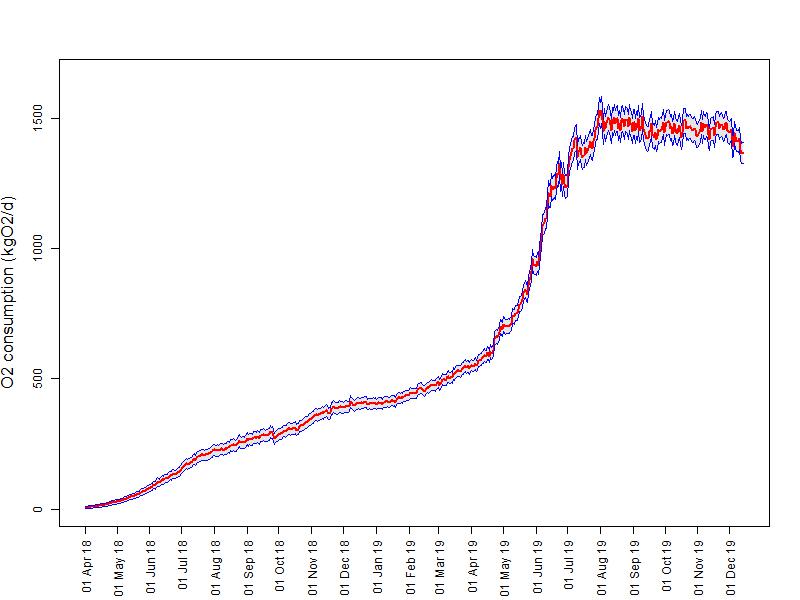 O2 consumption (kgO2/d)
1500
1000
500
0
01 Apr 18
01 May 18
01 Jun 18
01 Jul 18
01 Aug 18
01 Sep 18
01 Oct 18
01 Nov 18
01 Dec 18
01 Jan 19
01 Feb 19
01 Mar 19
01 Apr 19
01 May 19
01 Jun 19
01 Jul 19
01 Aug 19
01 Sep 19
01 Oct 19
01 Nov 19
01 Dec 19